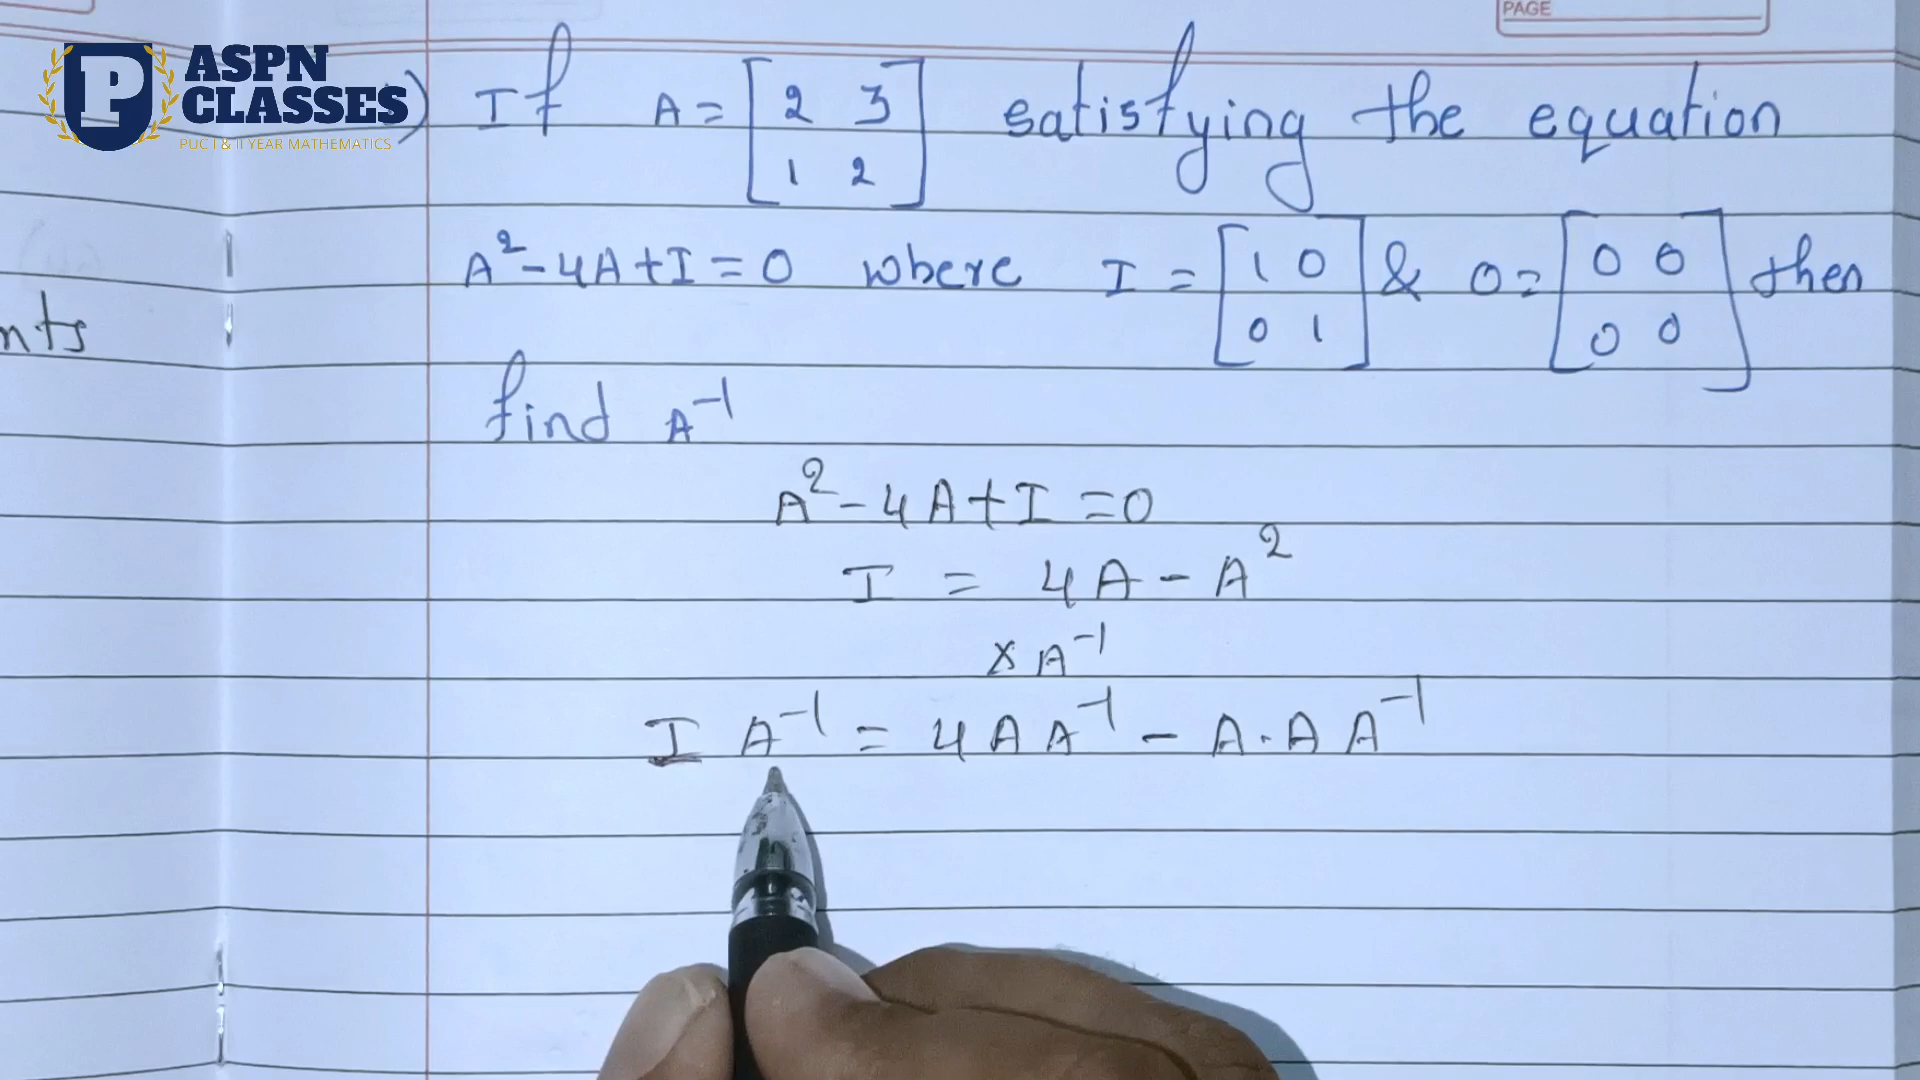 PAGE
P ASPN
CLASSES
PUC I & II YEAR MATHEMATICS
) If A = [2 3 satisfying the equation
1 2]
A² - 4A + I = 0 where I = [1 0 & 0 = [0 0 then
0 1] 0 0]
nts
find A⁻¹
A² - 4A + I = 0
I = 4A - A²
× A⁻¹
I A⁻¹ = 4 A A⁻¹ - A . A A⁻¹